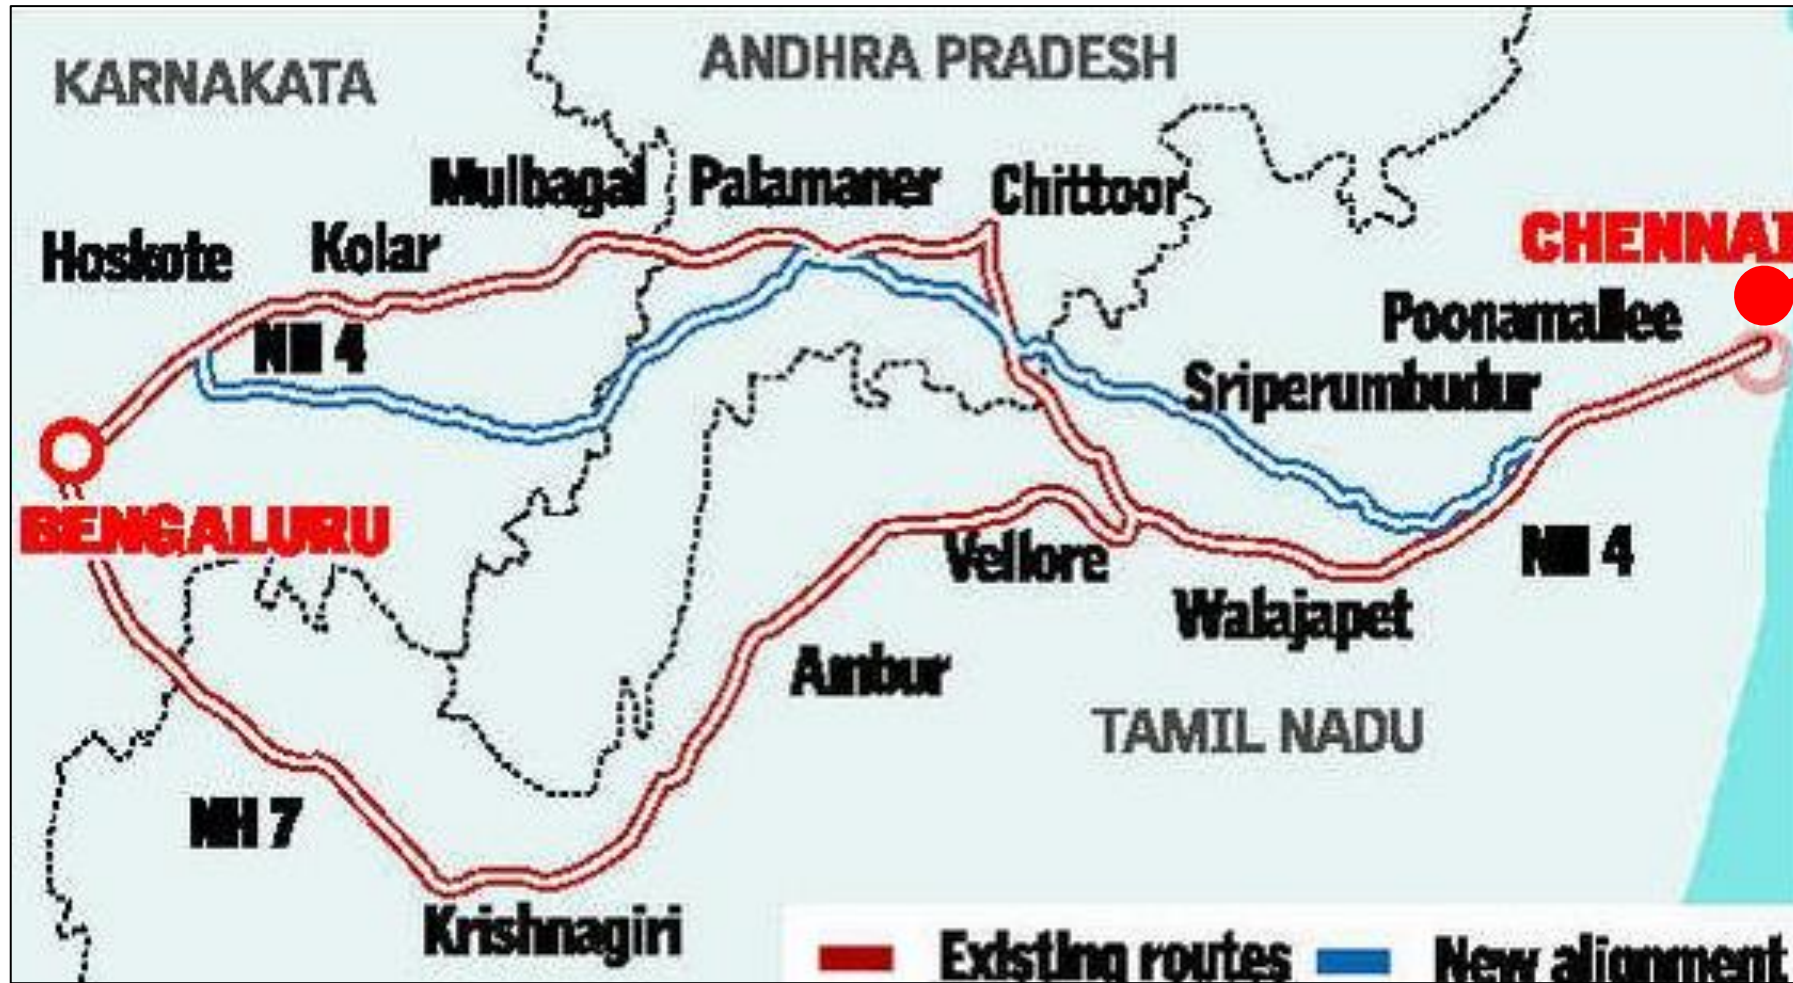 KARNAKATA
ANDHRA PRADESH
Mulbagal
Palamaner
Chittoor
Hoskote
Kolar
CHENNAI
Poonamallee
NH 4
Sriperumbudur
BENGALURU
Vellore
NH 4
Walajapet
Ambur
TAMIL NADU
NH 7
Krishnagiri
Existing routes
New alignment